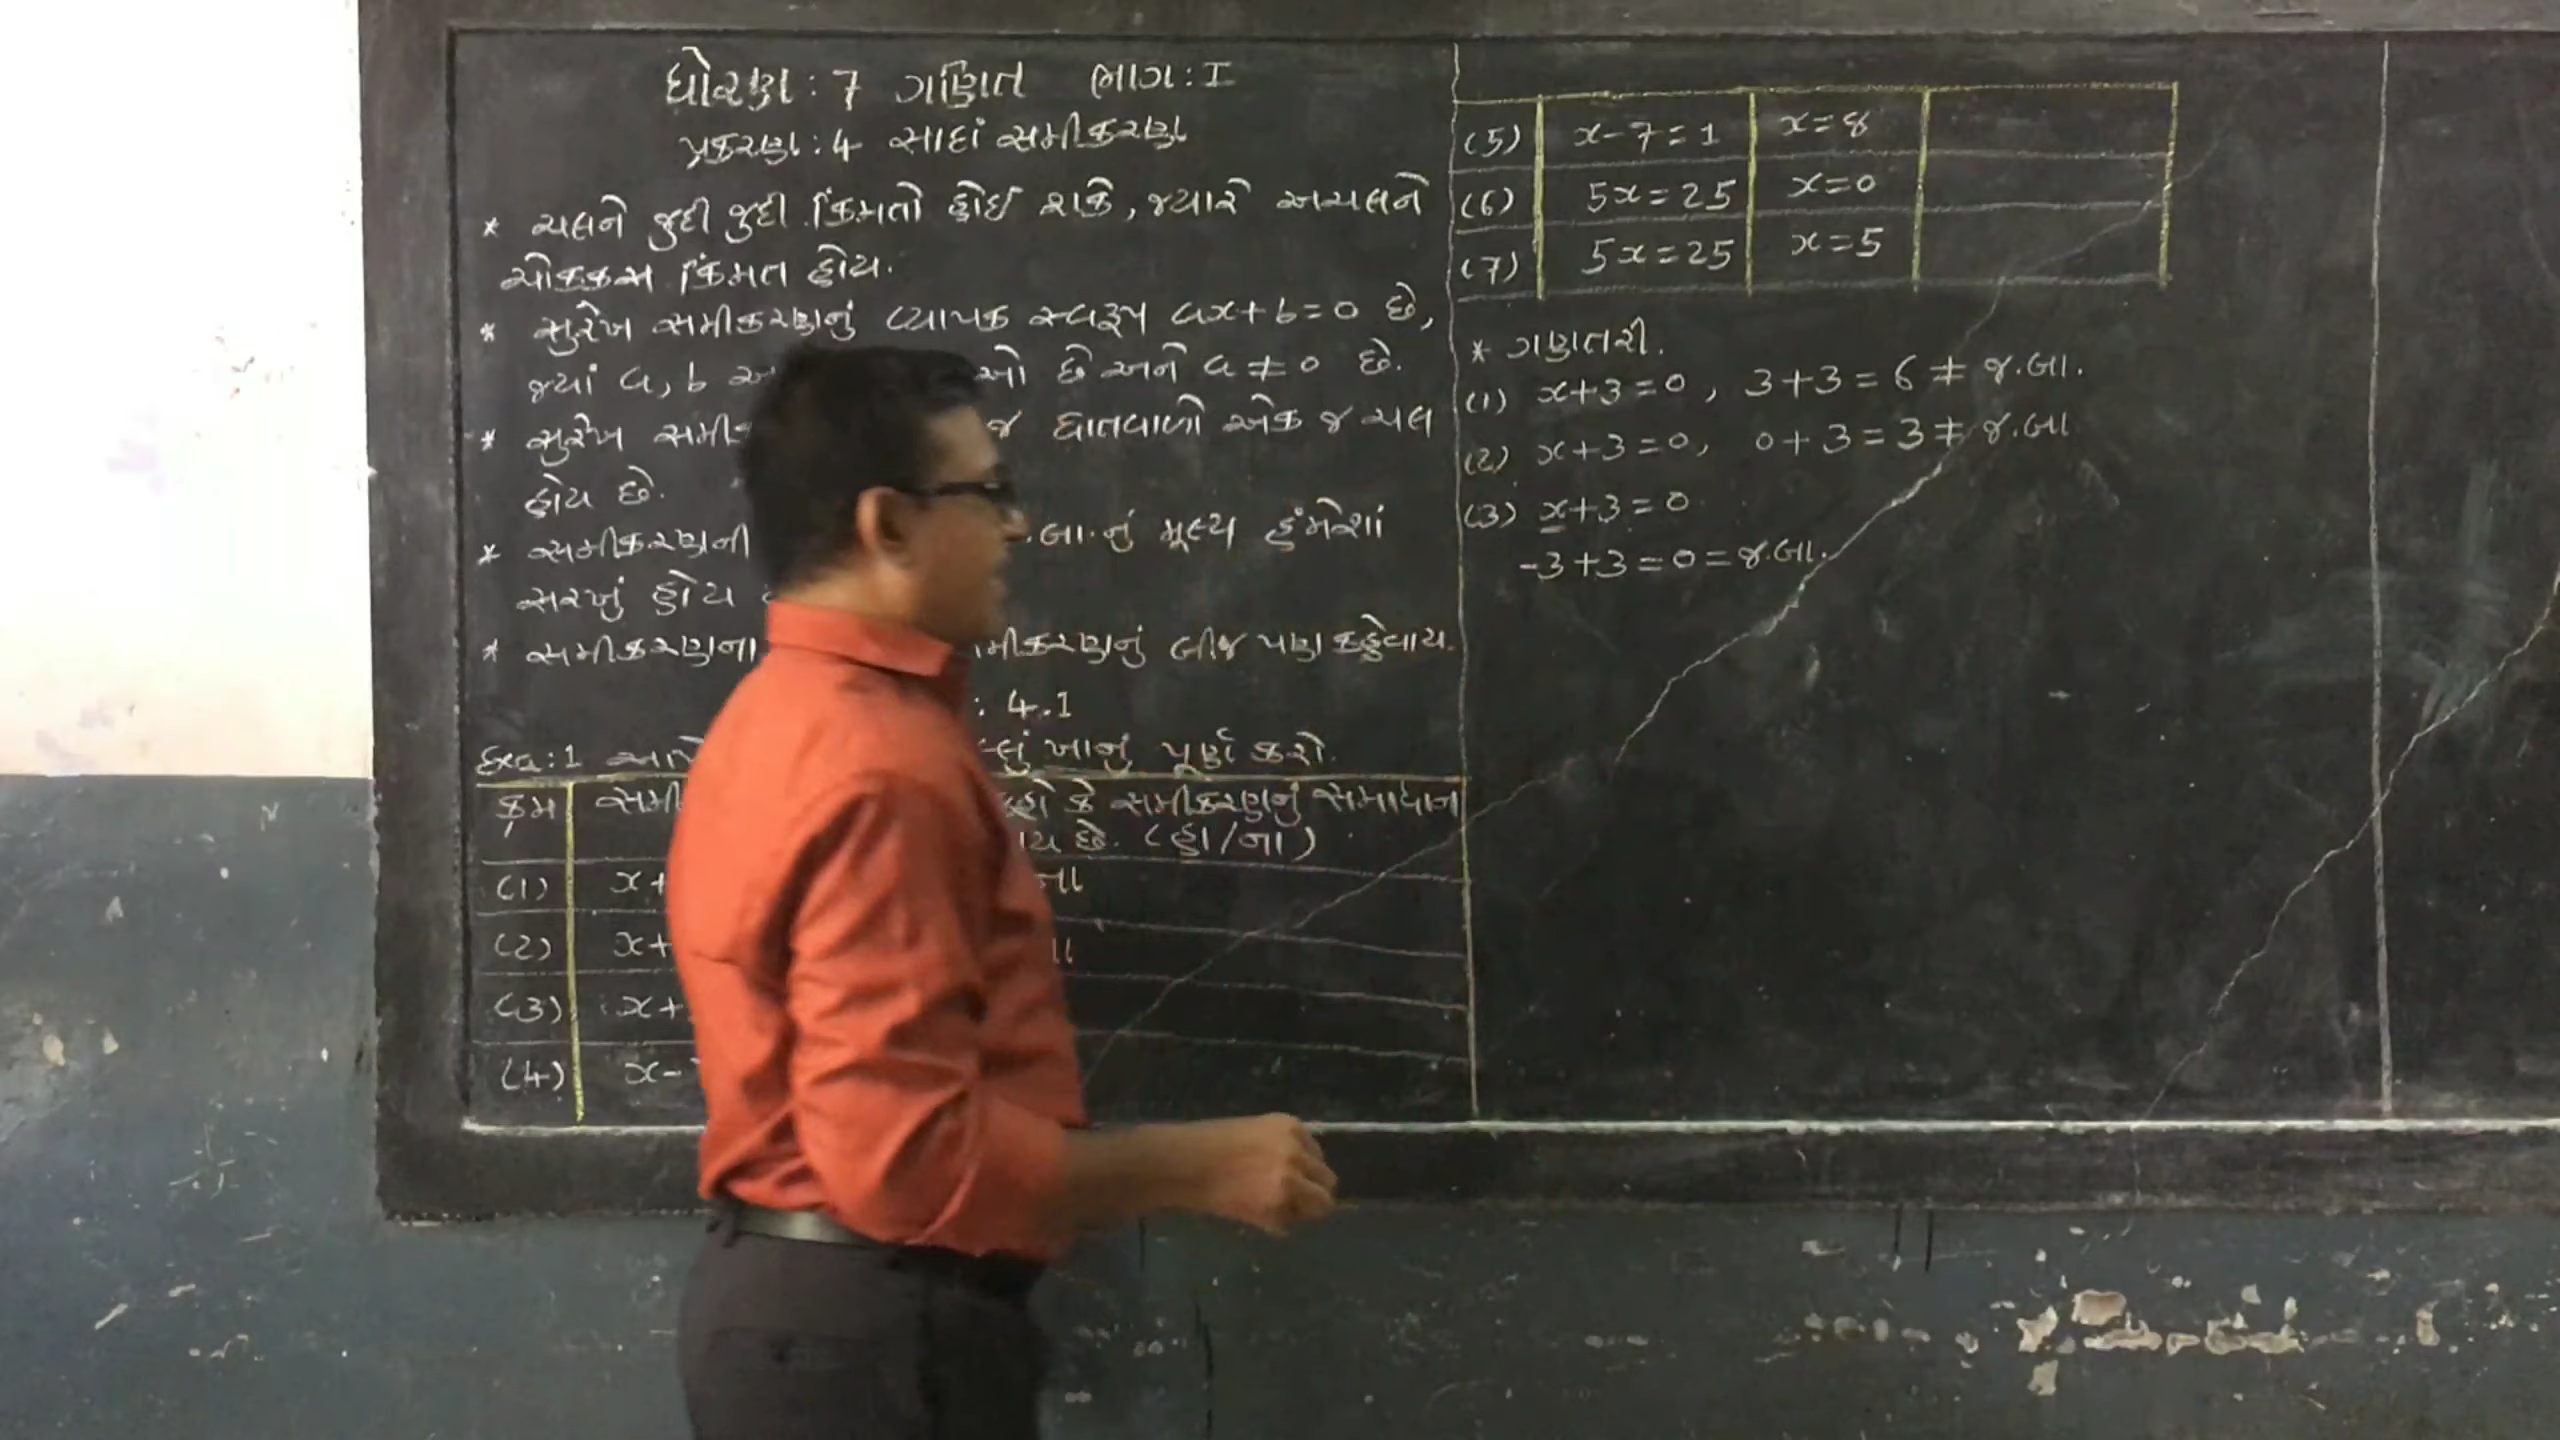 ધોરણ : 7 ગણિત ભાગ : I
પ્રકરણ : 4 સાદાં સમીકરણ
* ચલને જુદી જુદી કિંમતો હોઈ શકે, જ્યારે અચલને
ચોક્કસ કિંમત હોય.
* સુરેખ સમીકરણનું વ્યાપક સ્વરૂપ ax+b=0 છે,
જ્યાં a, b છે અને a ≠ 0 છે.
* સુરેખ જ ઘાતવાળો એક જ ચલ
હોય છે.
* સમીકરણની .બા.નું મૂલ્ય હંમેશાં
સરખું હોય
* સમીકરણના બીજ પણ કહેવાય.
: 4.1
દાખલ : 1 ખાનું પૂર્ણ કરો.
ક્રમ કે સમીકરણનું સમાધાન
છે. (હા/ના)
(1) x+ ના
(2) x+
(3) x+
(4) x-
(5) x-7=1 x=8
(6) 5x=25 x=0
(7) 5x=25 x=5
* ગણતરી.
(1) x+3=0, 3+3=6≠જ.બા.
(2) x+3=0, 0+3=3≠જ.બા
(3) x+3=0
-3+3=0=જ.બા.